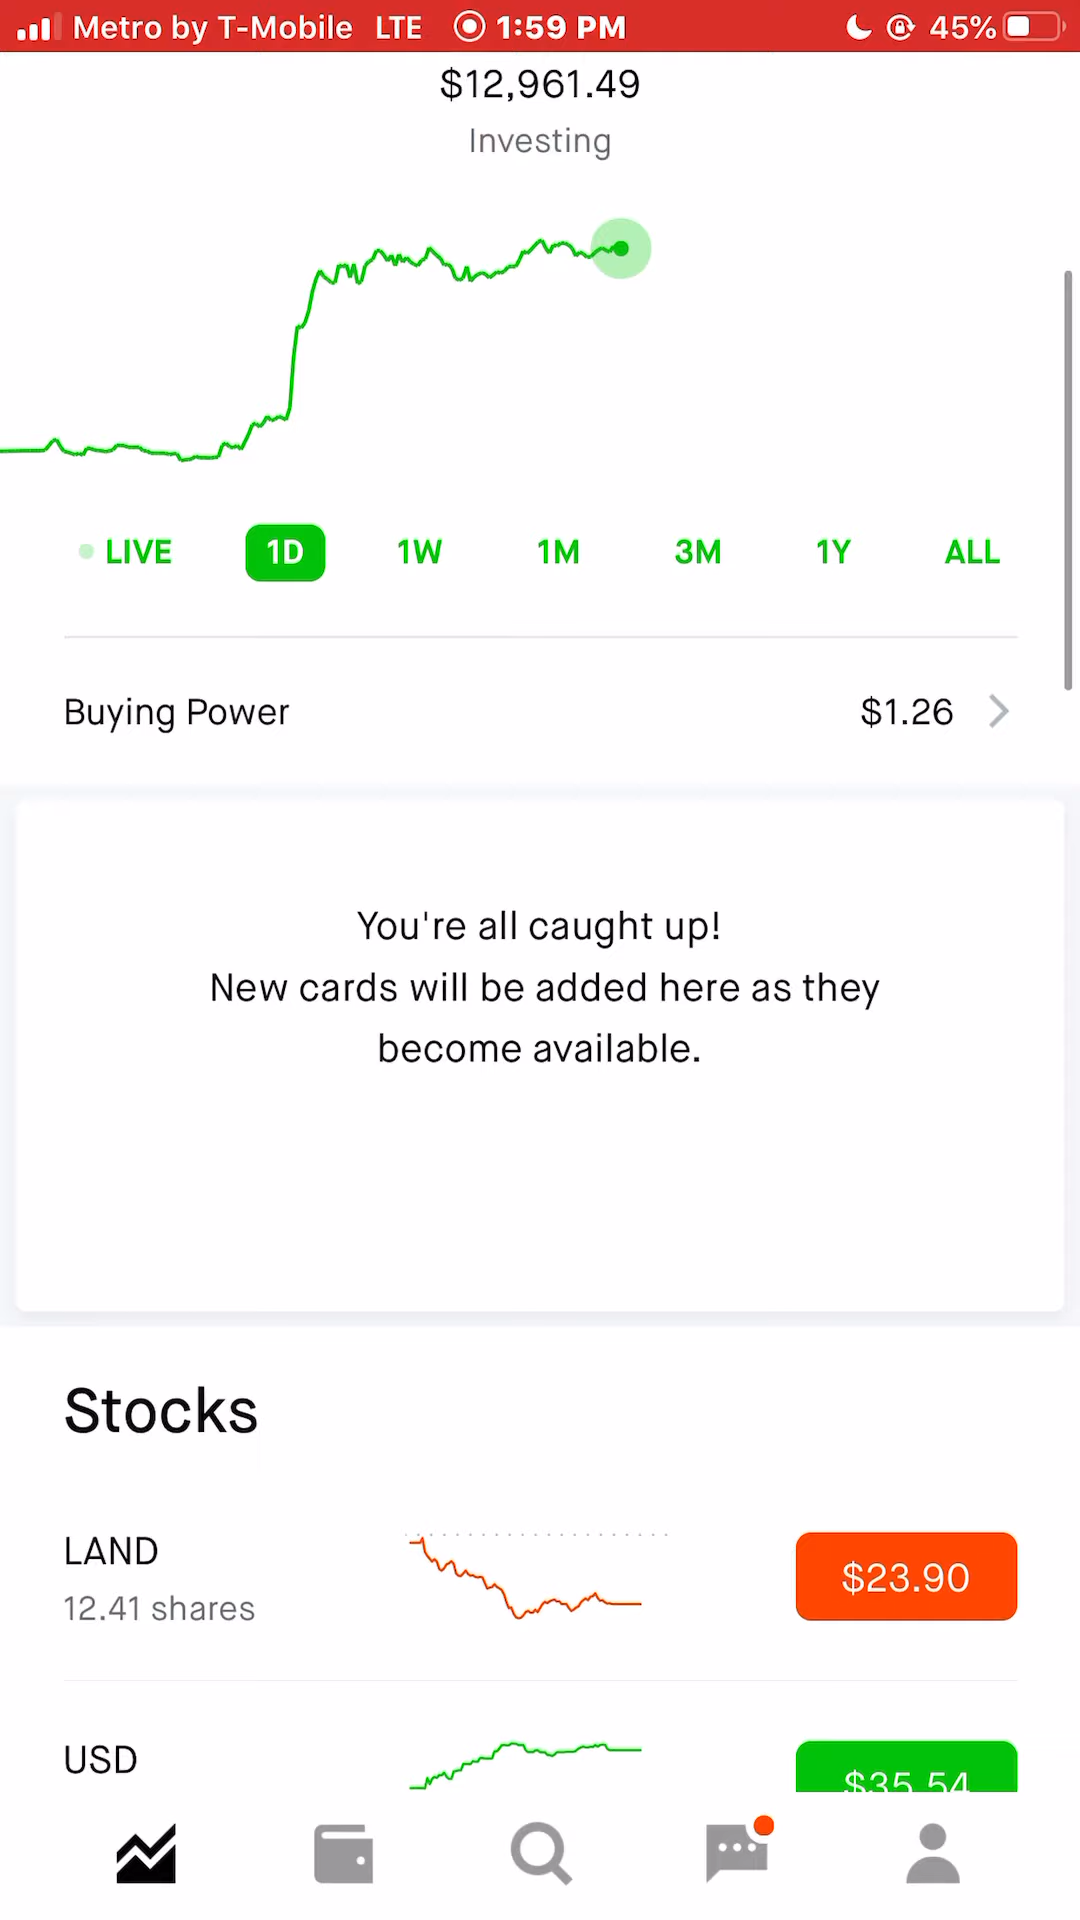 Metro by T-Mobile LTE 1:59 PM 45%
$12,961.49
Investing
LIVE 1D 1W 1M 3M 1Y ALL
Buying Power $1.26
You're all caught up!
New cards will be added here as they
become available.
Stocks
LAND
12.41 shares
$23.90
USD
$35.54